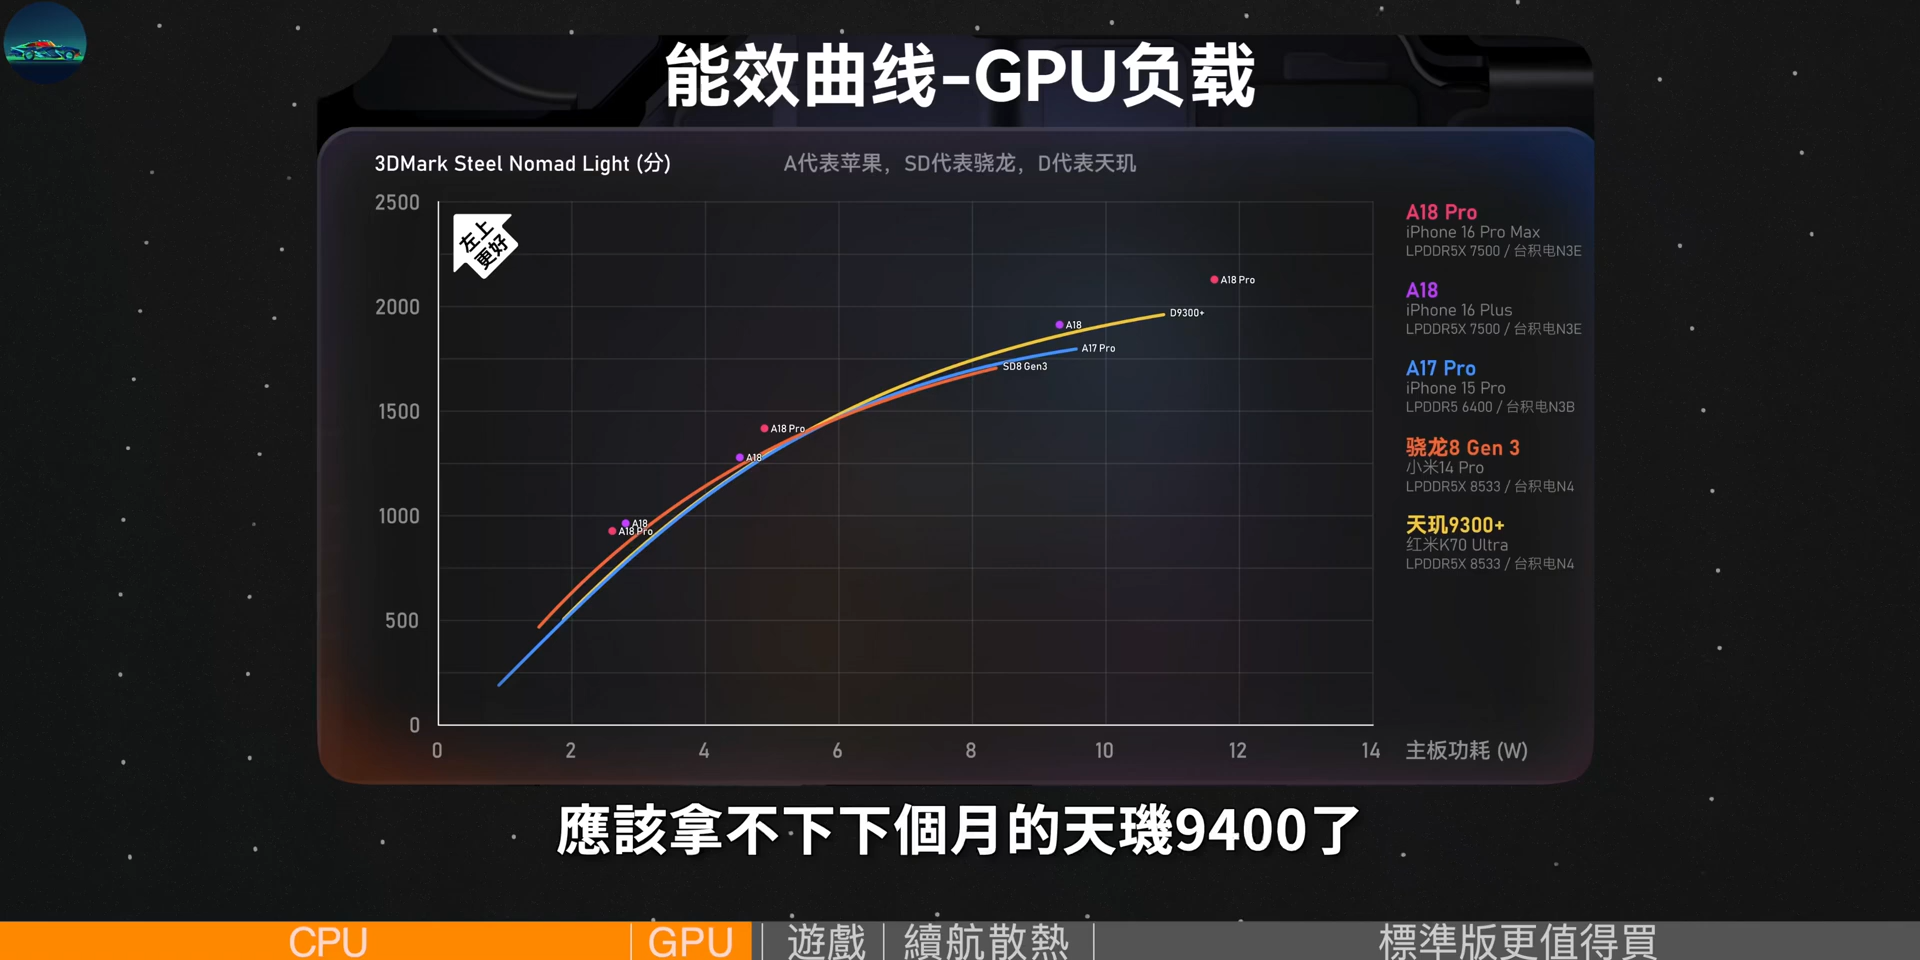 能效曲线-GPU负载
3DMark Steel Nomad Light (分)
A代表苹果，SD代表骁龙，D代表天玑
2500
2000
1500
1000
500
0
左上
更好
A18 Pro
A18
D9300+
A17 Pro
SD8 Gen3
A18 Pro
A18
A18
A18 Pro
0 2 4 6 8 10 12 14 主板功耗 (W)
A18 Pro
iPhone 16 Pro Max
LPDDR5X 7500 / 台积电N3E
A18
iPhone 16 Plus
LPDDR5X 7500 / 台积电N3E
A17 Pro
iPhone 15 Pro
LPDDR5 6400 / 台积电N3B
骁龙8 Gen 3
小米14 Pro
LPDDR5X 8533 / 台积电N4
天玑9300+
红米K70 Ultra
LPDDR5X 8533 / 台积电N4
應該拿不下下個月的天璣9400了
CPU GPU 遊戲 續航散熱 標準版更值得買